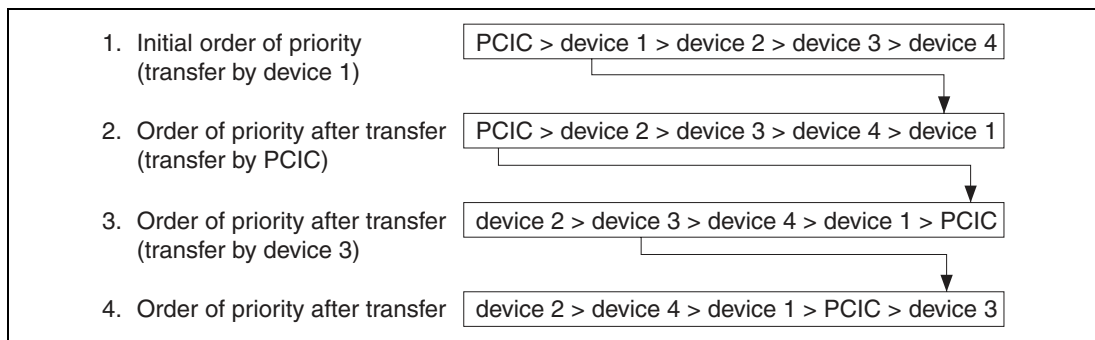 1. Initial order of priority (transfer by device 1)
PCIC > device 1 > device 2 > device 3 > device 4
2. Order of priority after transfer (transfer by PCIC)
PCIC > device 2 > device 3 > device 4 > device 1
3. Order of priority after transfer (transfer by device 3)
device 2 > device 3 > device 4 > device 1 > PCIC
4. Order of priority after transfer
device 2 > device 4 > device 1 > PCIC > device 3